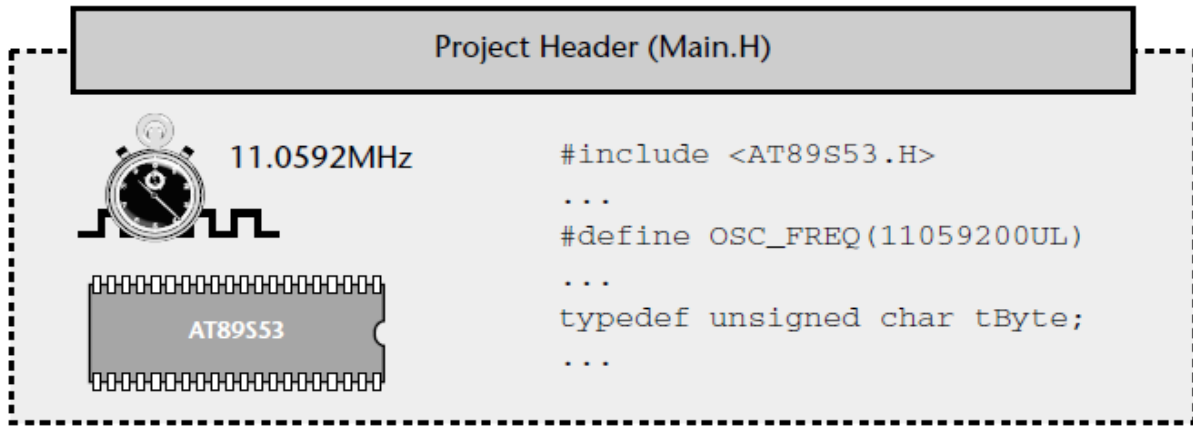 Project Header (Main.H)
11.0592MHz
AT89S53
#include <AT89S53.H>
...
#define OSC_FREQ(11059200UL)
...
typedef unsigned char tByte;
...